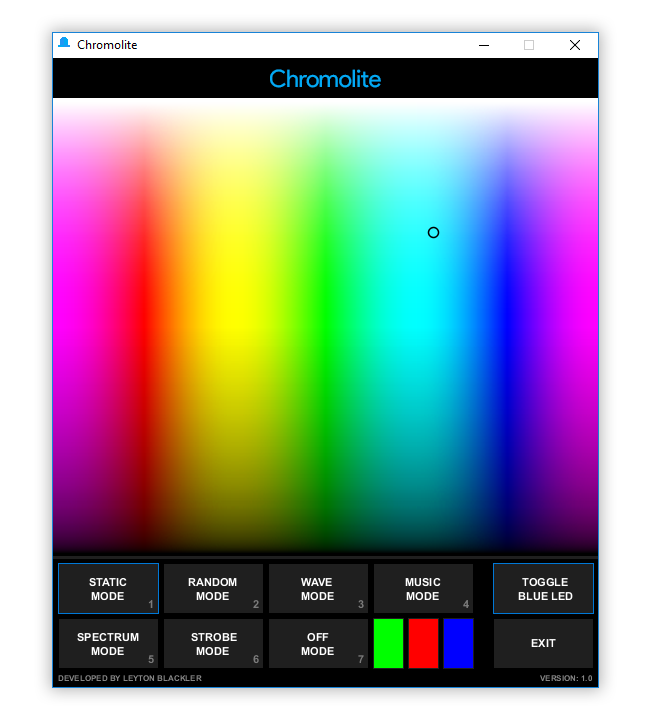 Chromolite
Chromolite
STATIC
MODE
1
RANDOM
MODE
2
WAVE
MODE
3
MUSIC
MODE
4
TOGGLE
BLUE LED
SPECTRUM
MODE
5
STROBE
MODE
6
OFF
MODE
7
EXIT
DEVELOPED BY LEYTON BLACKLER
VERSION: 1.0